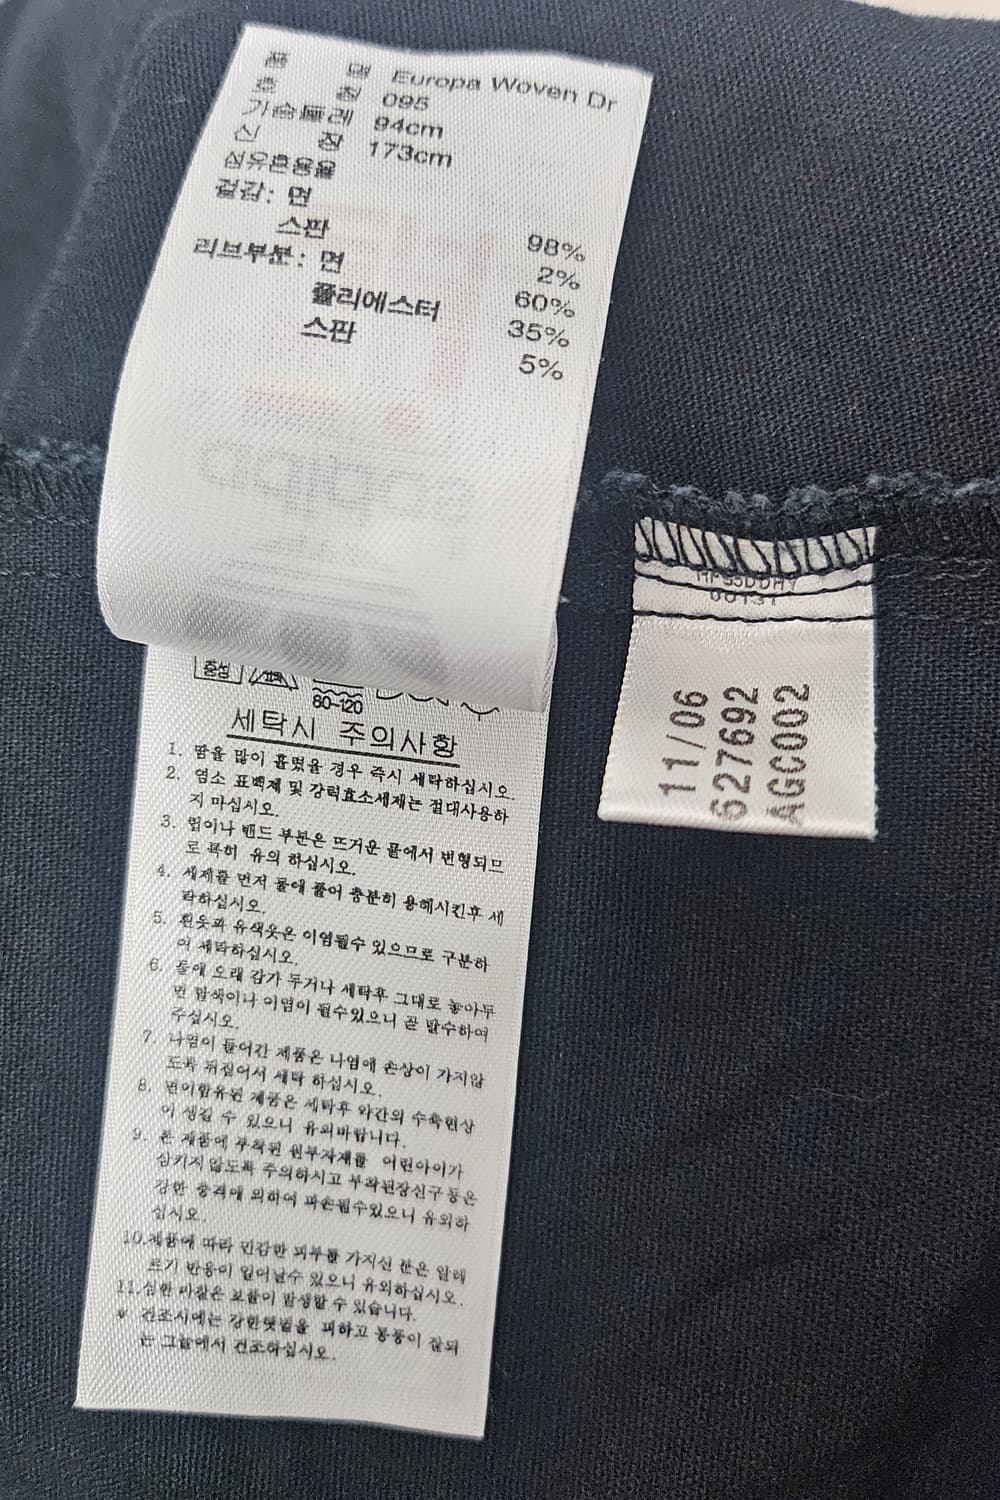 품 명 Europa Woven Dr
호 칭 095
가슴둘레 94cm
신 장 173cm
섬유혼용율
겉감: 면 98%
스판 2%
리브부분: 면 60%
폴리에스터 35%
스판 5%
중성
80-120
세탁시 주의사항
1. 땀을 많이 흘렸을 경우 즉시 세탁하십시오.
2. 염소 표백제 및 강력효소세제는 절대사용하
지 마십시오.
3. 립이나 밴드 부분은 뜨거운 물에서 변형되므
로 특히 유의 하십시오.
4. 세제를 먼저 물에 풀어 충분히 용해시킨후 세
탁하십시오.
5. 흰옷과 유색옷은 이염될수 있으므로 구분하
여 세탁하십시오.
6. 물에 오래 담가 두거나 세탁후 그대로 놓아두
면 탈색이나 이염이 될수있으니 곧 탈수하여
주십시오.
7. 나염이 들어간 제품은 나염에 손상이 가지않
도록 뒤집어서 세탁 하십시오.
8. 면이함유된 제품은 세탁후 약간의 수축현상
이 생길 수 있으니 유의바랍니다.
9. 본 제품에 부착된 원부자재를 어린아이가
삼키지않도록 주의하시고 부착된장신구등은
강한 충격에 의하여 파손될수있으니 유의하
십시오.
10.제품에 따라 민감한 피부를 가지신 분은 알레
르기 반응이 일어날수 있으니 유의하십시오.
11.심한 마찰은 보풀이 발생할 수 있습니다.
* 건조시에는 강한햇볕을 피하고 통풍이 잘되
는 그늘에서 건조하십시오.
11/06
627692
AGC002